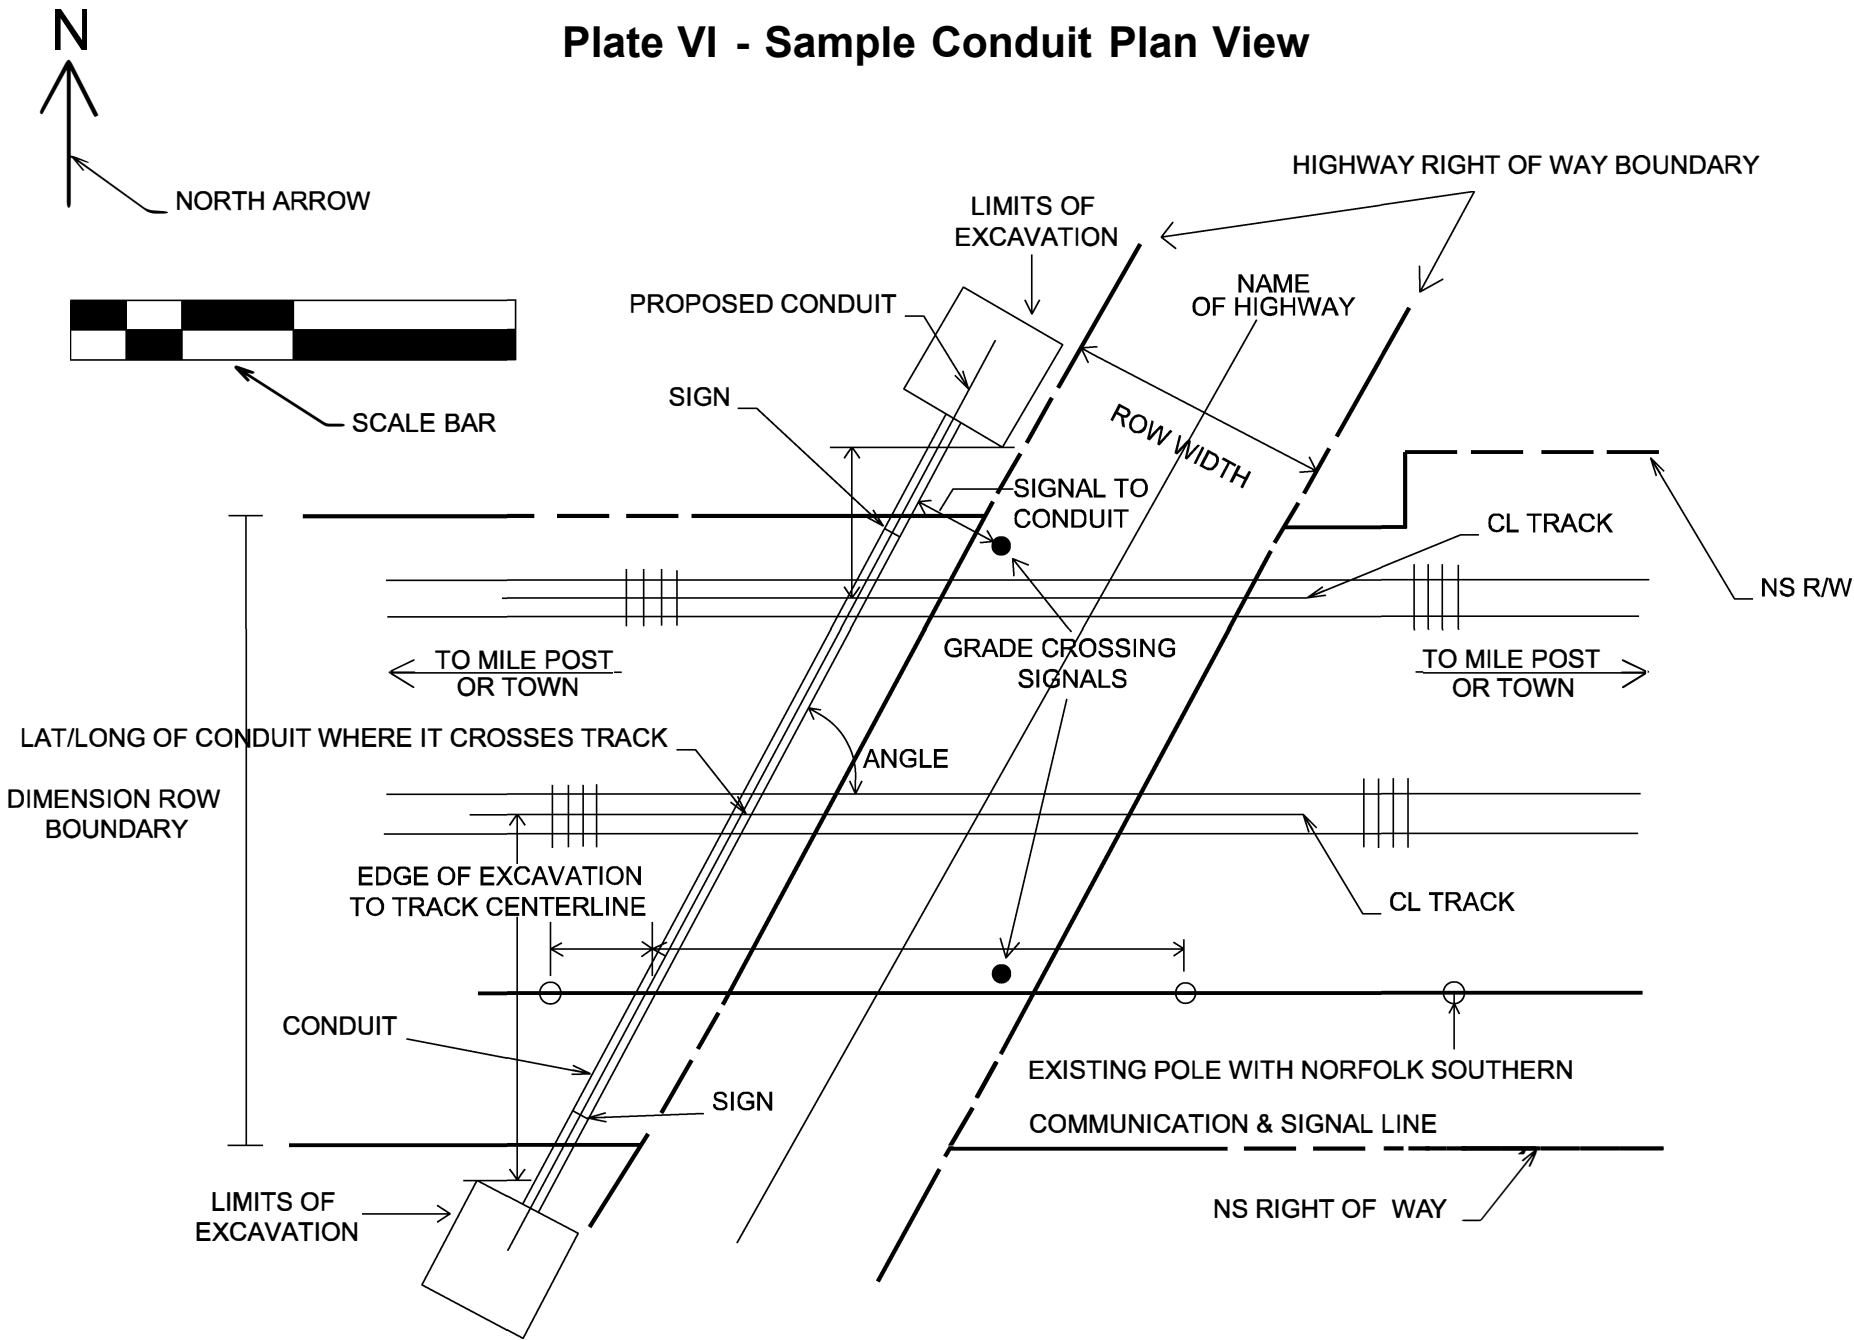 Plate VI - Sample Conduit Plan View
N
NORTH ARROW
HIGHWAY RIGHT OF WAY BOUNDARY
LIMITS OF
EXCAVATION
NAME
OF HIGHWAY
PROPOSED CONDUIT
SIGN
SCALE BAR
ROW WIDTH
SIGNAL TO
CONDUIT
CL TRACK
NS R/W
GRADE CROSSING
SIGNALS
TO MILE POST
OR TOWN
TO MILE POST
OR TOWN
LAT/LONG OF CONDUIT WHERE IT CROSSES TRACK
ANGLE
DIMENSION ROW
BOUNDARY
EDGE OF EXCAVATION
TO TRACK CENTERLINE
CL TRACK
CONDUIT
EXISTING POLE WITH NORFOLK SOUTHERN
COMMUNICATION & SIGNAL LINE
SIGN
LIMITS OF
EXCAVATION
NS RIGHT OF WAY